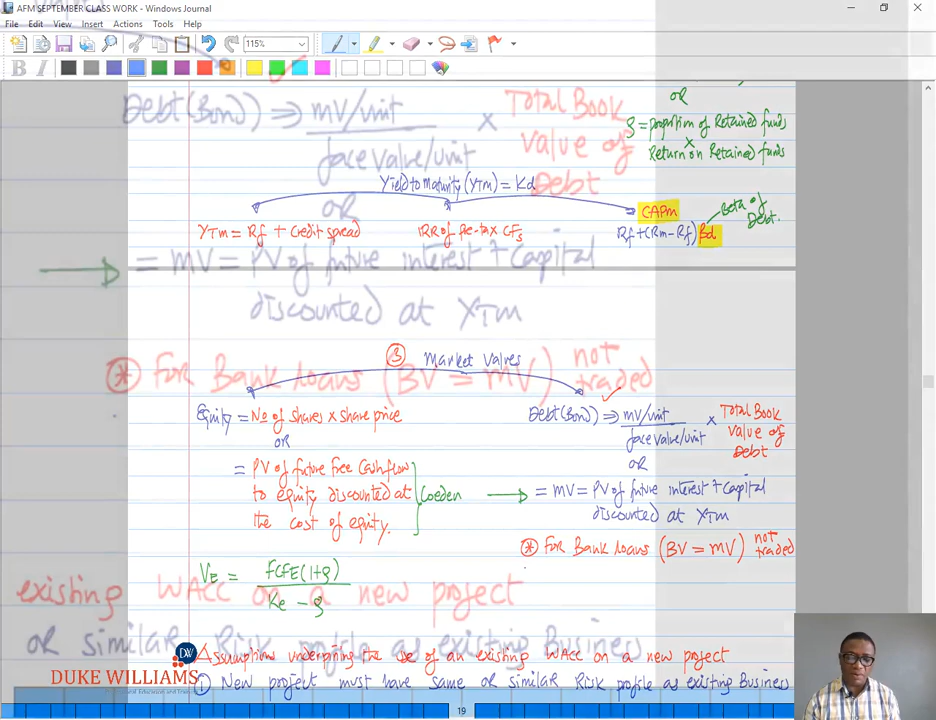 AFM SEPTEMBER CLASS WORK - Windows Journal
File Edit View Insert Actions Tools Help
115%
B I
OR
g = proportion of Retained funds
x
Return on Retained funds
Debt (Bond) ⇒ mv/unit x Total Book
face value/unit value of
Debt
Yield to maturity (YTM) = Kd
OR
CAPM
Beta of
Debt.
YTM = Rf + Credit spread
IRR of Pre-tax CFs
Rf + (Rm - Rf) βd
= MV = PV of future interest + Capital
discounted at YTM
③ Market Values
* For Bank loans (BV = MV) not
traded
Equity = No of shares x share price
OR
= PV of future free Cashflow
to equity discounted at
the cost of equity.
Debt (Bond) ⇒ mv/unit x Total Book
face value/unit value of
Debt
OR
= MV = PV of future interest + Capital
discounted at YTM
* For Bank loans (BV = MV) not
traded
VE = FCFE (1+g)
Ke - g
existing WACC on a new project
or similar Risk profile as existing Business
Assumptions underpinning the use of an existing WACC on a new project
① New project must have same or similar Risk profile as existing Business
DW
DUKE WILLIAMS
19